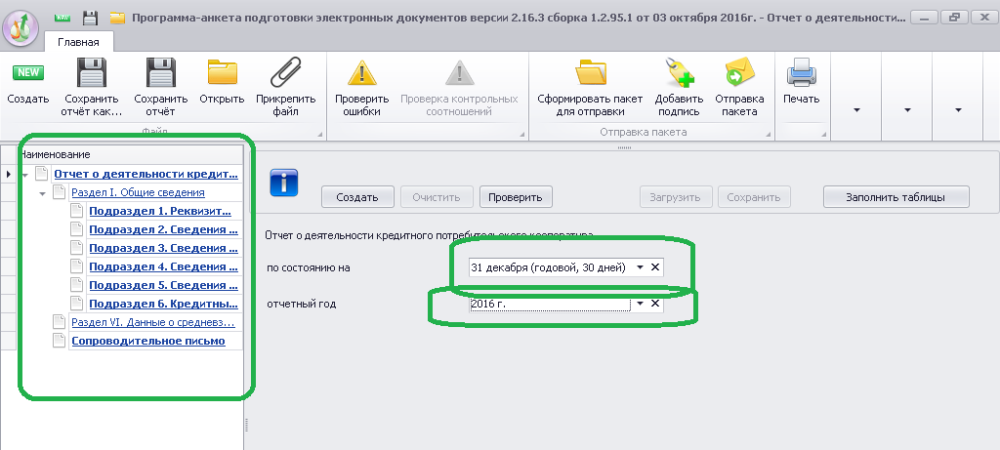 NEW
Программа-анкета подготовки электронных документов версии 2.16.3 сборка 1.2.95.1 от 03 октября 2016г. - Отчет о деятельности...
Главная
NEW
Создать
Сохранить отчёт как...
Сохранить отчёт
Открыть
Прикрепить файл
Проверить ошибки
Проверка контрольных соотношений
Сформировать пакет для отправки
Добавить подпись
Отправка пакета
Печать
Файл
Отправка пакета
Наименование
Отчет о деятельности кредит...
Раздел I. Общие сведения
Подраздел 1. Реквизит...
Подраздел 2. Сведения ...
Подраздел 3. Сведения ...
Подраздел 4. Сведения ...
Подраздел 5. Сведения ...
Подраздел 6. Кредитны...
Раздел VI. Данные о средневз...
Сопроводительное письмо
Создать
Очистить
Проверить
Загрузить
Сохранить
Заполнить таблицы
Отчет о деятельности кредитного потребительского кооператива
по состоянию на
31 декабря (годовой, 30 дней)
отчетный год
2016 г.